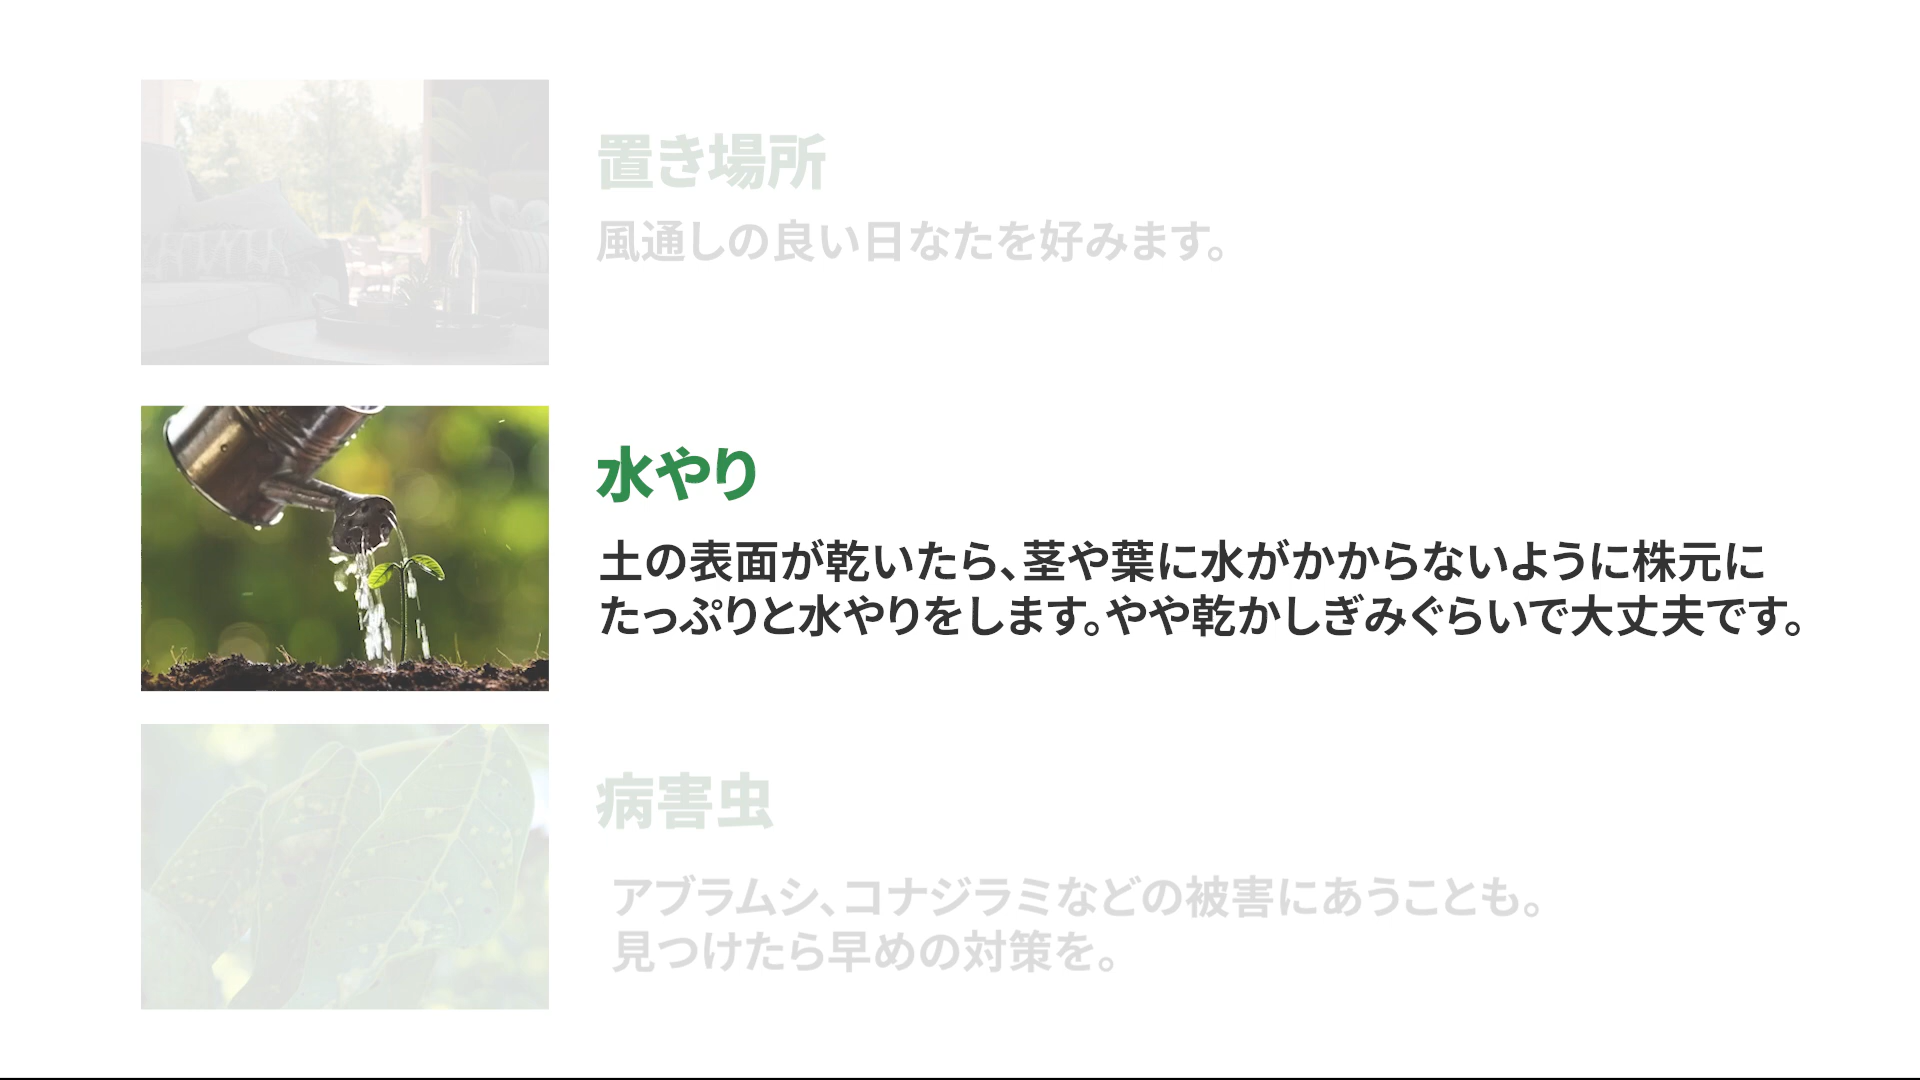 置き場所
風通しの良い日なたを好みます。
水やり
土の表面が乾いたら、茎や葉に水がかからないように株元に
たっぷりと水やりをします。やや乾かしぎみぐらいで大丈夫です。
病害虫
アブラムシ、コナジラミなどの被害にあうことも。
見つけたら早めの対策を。